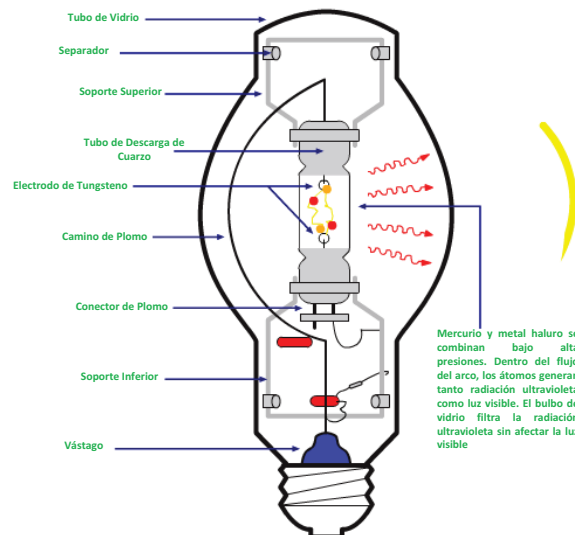 Tubo de Vidrio
Separador
Soporte Superior
Tubo de Descarga de
Cuarzo
Electrodo de Tungsteno
Camino de Plomo
Conector de Plomo
Soporte Inferior
Vástago
Mercurio y metal haluro se
combinan bajo alta
presiones. Dentro del flujo
del arco, los átomos generan
tanto radiación ultravioleta
como luz visible. El bulbo de
vidrio filtra la radiación
ultravioleta sin afectar la luz
visible